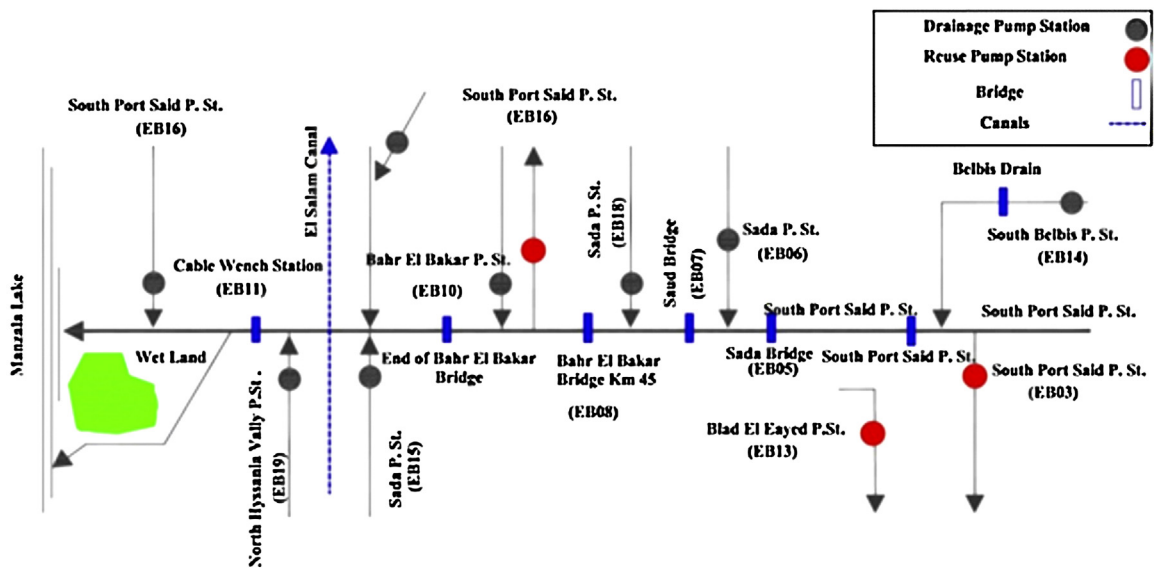 Drainage Pump Station
Reuse Pump Station
Bridge
Canals
South Port Said P. St.
(EB16)
El Salam Canal
South Port Said P. St.
(EB16)
Sada P. St.
(EB18)
Saud Bridge
(EB07)
Sada P. St.
(EB06)
Belbis Drain
South Belbis P. St.
(EB14)
Manzala Lake
Cable Wench Station
(EB11)
Bahr El Bakar P. St.
(EB10)
South Port Said P. St.
South Port Said P. St.
Wet Land
End of Bahr El Bakar
Bridge
Bahr El Bakar
Bridge Km 45
(EB08)
Sada Bridge
(EB05)
South Port Said P. St.
South Port Said P. St.
(EB03)
North Hyssania Vally P.St.
(EB19)
Sada P. St.
(EB15)
Blad El Eayed P.St.
(EB13)